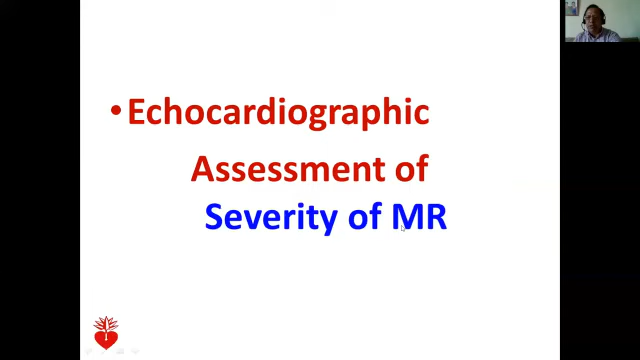 •Echocardiographic
Assessment of
Severity of MR